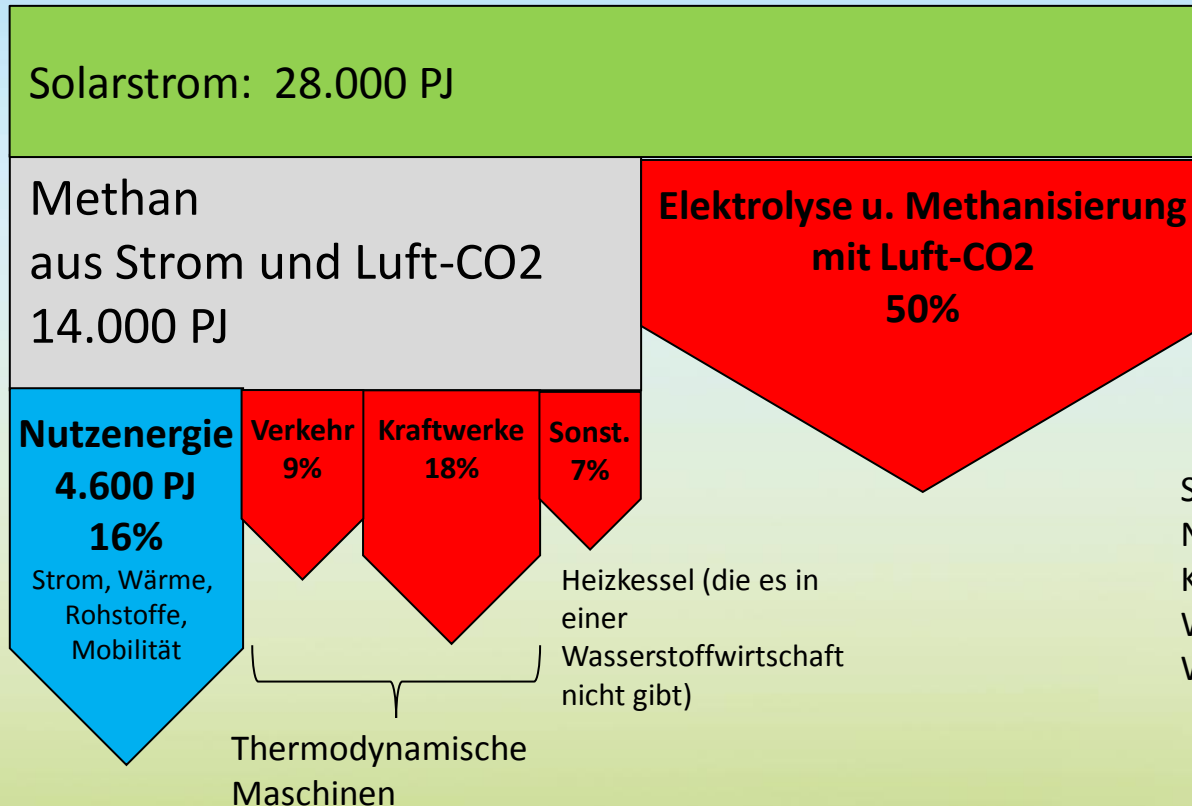 Solarstrom: 28.000 PJ
Methan
aus Strom und Luft-CO2
14.000 PJ
Elektrolyse u. Methanisierung
mit Luft-CO2
50%
Nutzenergie
4.600 PJ
16%
Strom, Wärme,
Rohstoffe,
Mobilität
Verkehr
9%
Kraftwerke
18%
Sonst.
7%
Heizkessel (die es in
einer
Wasserstoffwirtschaft
nicht gibt)
Thermodynamische
Maschinen